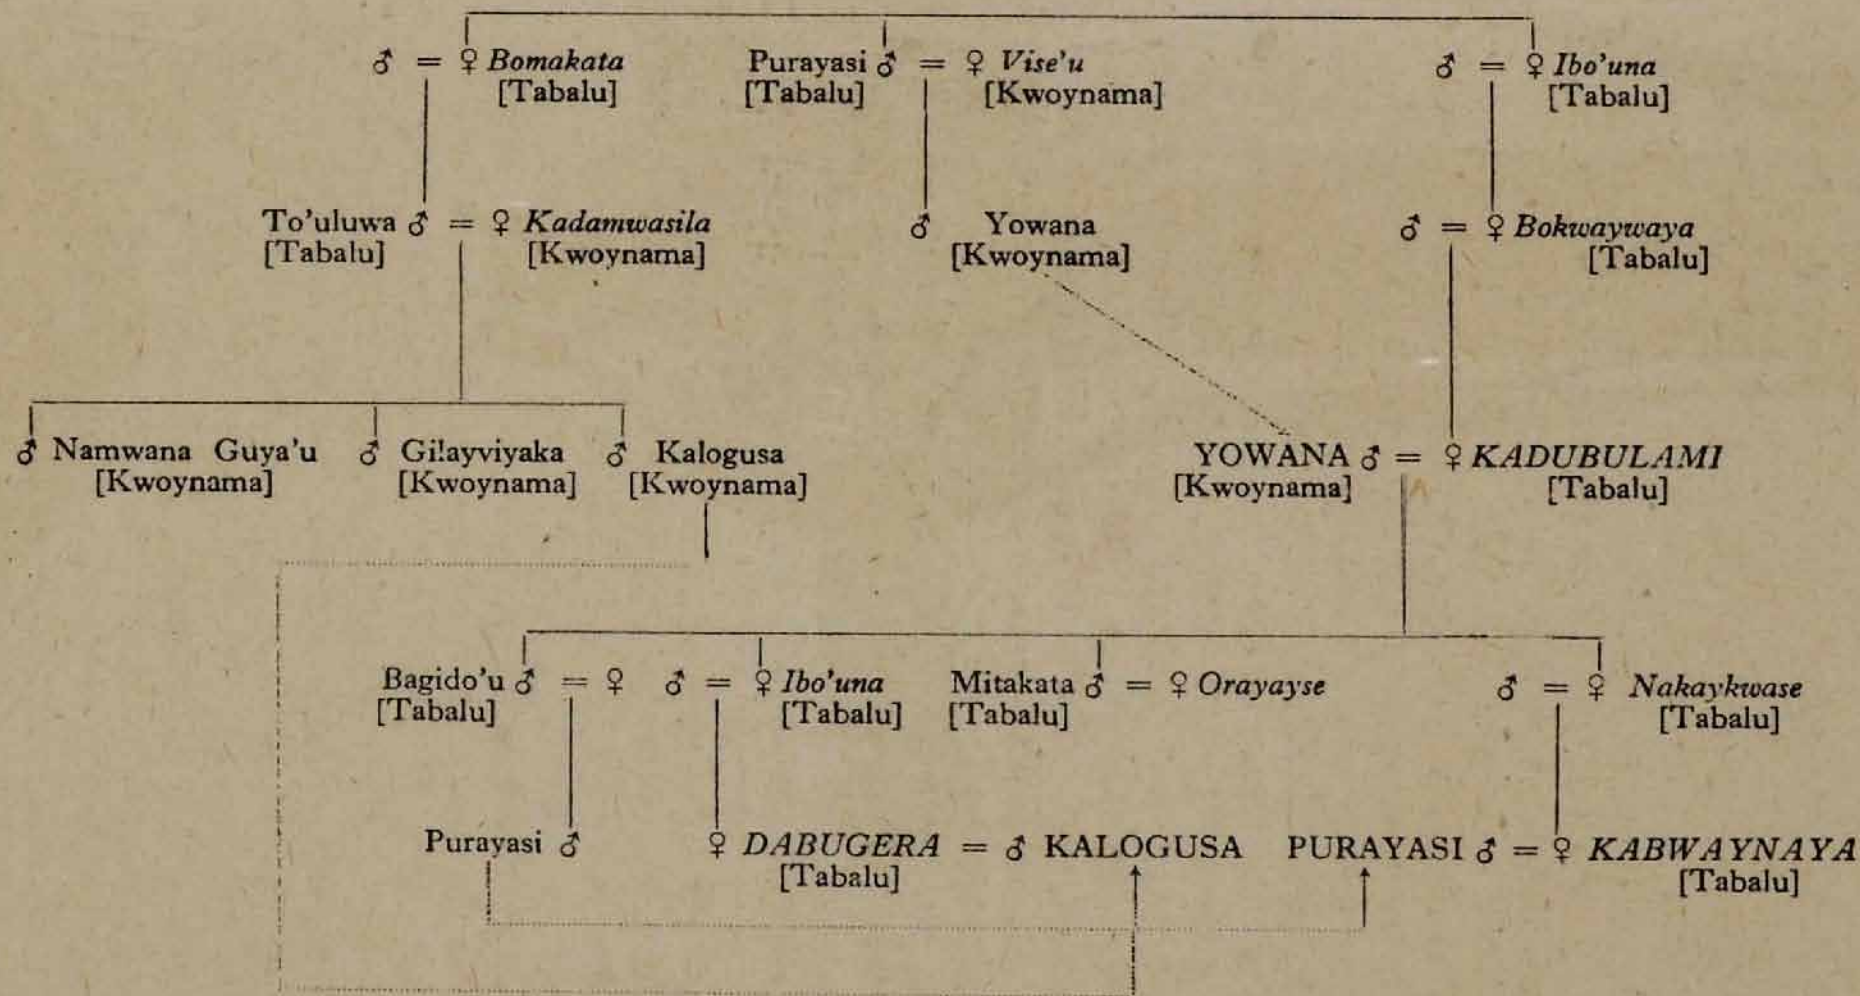 ♂ = ♀ Bomakata Purayasi ♂ = ♀ Vise'u ♂ = ♀ Ibo'una
[Tabalu] [Tabalu] [Kwoynama] [Tabalu]
To'uluwa ♂ = ♀ Kadamwasila ♂ Yowana ♂ = ♀ Bokwaywaya
[Tabalu] [Kwoynama] [Kwoynama] [Tabalu]
♂ Namwana Guya'u ♂ Gilayviyaka ♂ Kalogusa YOWANA ♂ = ♀ KADUBULAMI
[Kwoynama] [Kwoynama] [Kwoynama] [Kwoynama] [Tabalu]
Bagido'u ♂ = ♀ ♂ = ♀ Ibo'una Mitakata ♂ = ♀ Orayayse ♂ = ♀ Nakaykwase
[Tabalu] [Tabalu] [Tabalu] [Tabalu]
Purayasi ♂ ♀ DABUGERA = ♂ KALOGUSA PURAYASI ♂ = ♀ KABWAYNAYA
[Tabalu] [Tabalu]